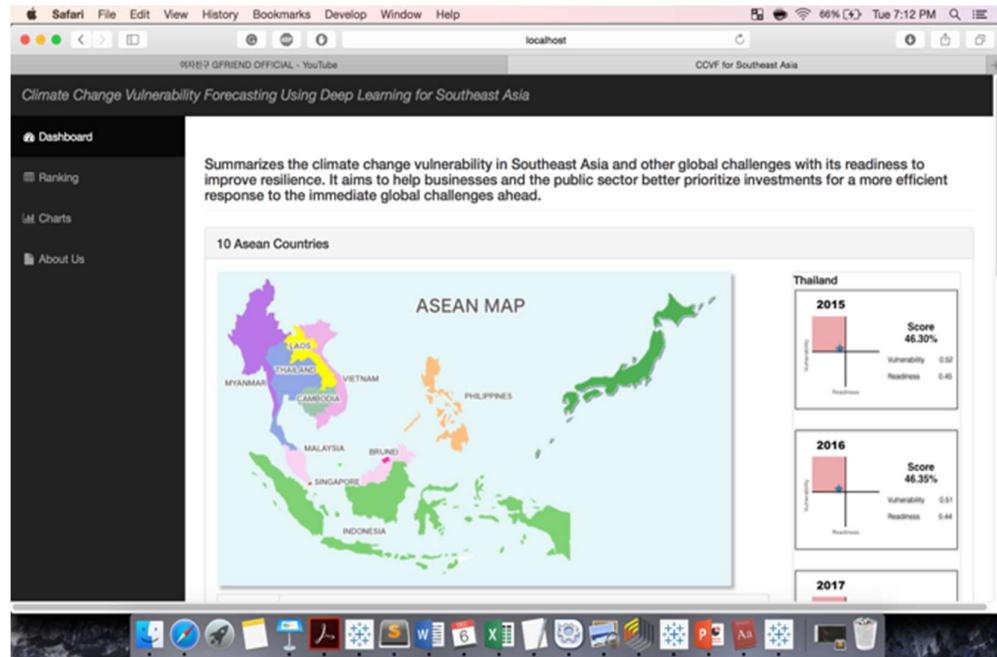 Safari File Edit View History Bookmarks Develop Window Help 66% Tue 7:12 PM
localhost
여자친구 GFRIEND OFFICIAL - YouTube
CCVF for Southeast Asia
Climate Change Vulnerability Forecasting Using Deep Learning for Southeast Asia
Dashboard
Ranking
Charts
About Us
Summarizes the climate change vulnerability in Southeast Asia and other global challenges with its readiness to
improve resilience. It aims to help businesses and the public sector better prioritize investments for a more efficient
response to the immediate global challenges ahead.
10 Asean Countries
ASEAN MAP
LAOS
THAILAND
MYANMAR
VIETNAM
CAMBODIA
PHILIPPINES
MALAYSIA
BRUNEI
SINGAPORE
INDONESIA
Thailand
2015
Score
46.30%
Vulnerability 0.52
Readiness 0.45
Vulnerability
Readiness
2016
Score
46.35%
Vulnerability 0.51
Readiness 0.44
Vulnerability
Readiness
2017
6